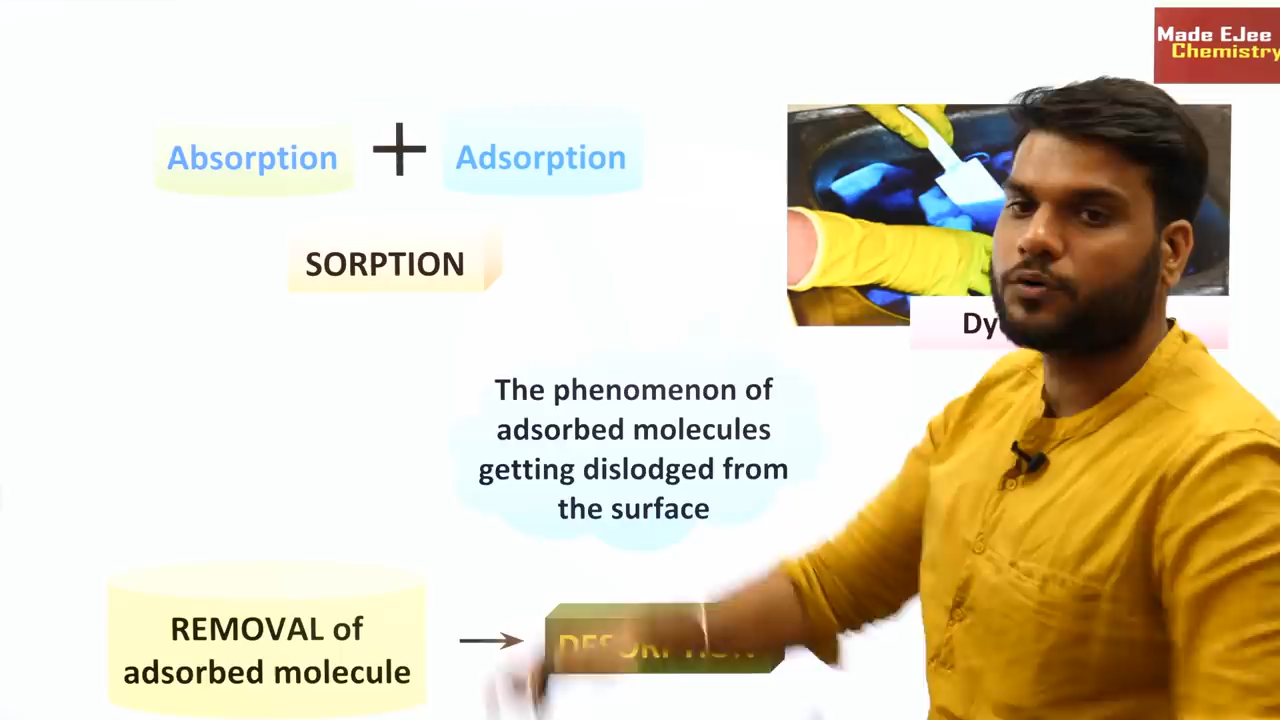 Made EJee
Chemistry
Absorption + Adsorption
SORPTION
The phenomenon of
adsorbed molecules
getting dislodged from
the surface
REMOVAL of
adsorbed molecule
DESORPTION